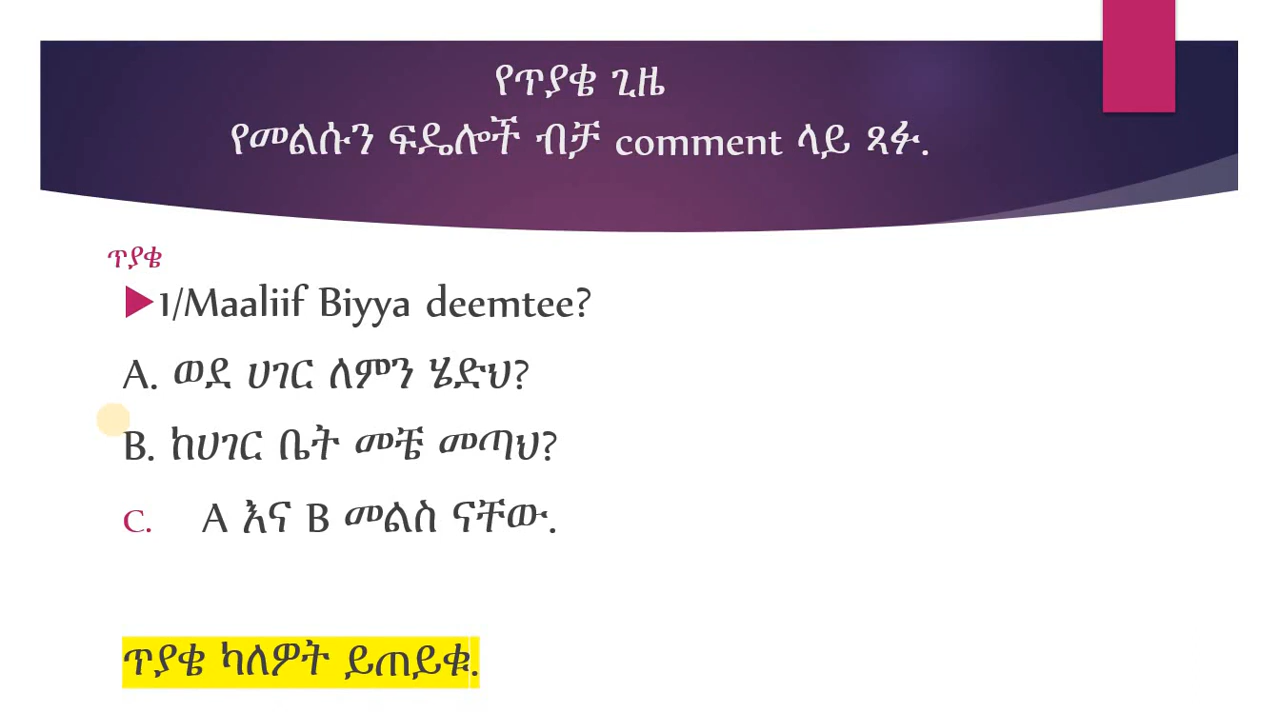 የጥያቄ ጊዜ
የመልሱን ፍዴሎች ብቻ comment ላይ ጻፉ.
ጥያቄ
1/Maaliif Biyya deemtee?
A. ወደ ሀገር ለምን ሄድህ?
B. ከሀገር ቤት መቼ መጣህ?
C. A እና B መልስ ናቸው.
ጥያቄ ካለዎት ይጠይቁ.